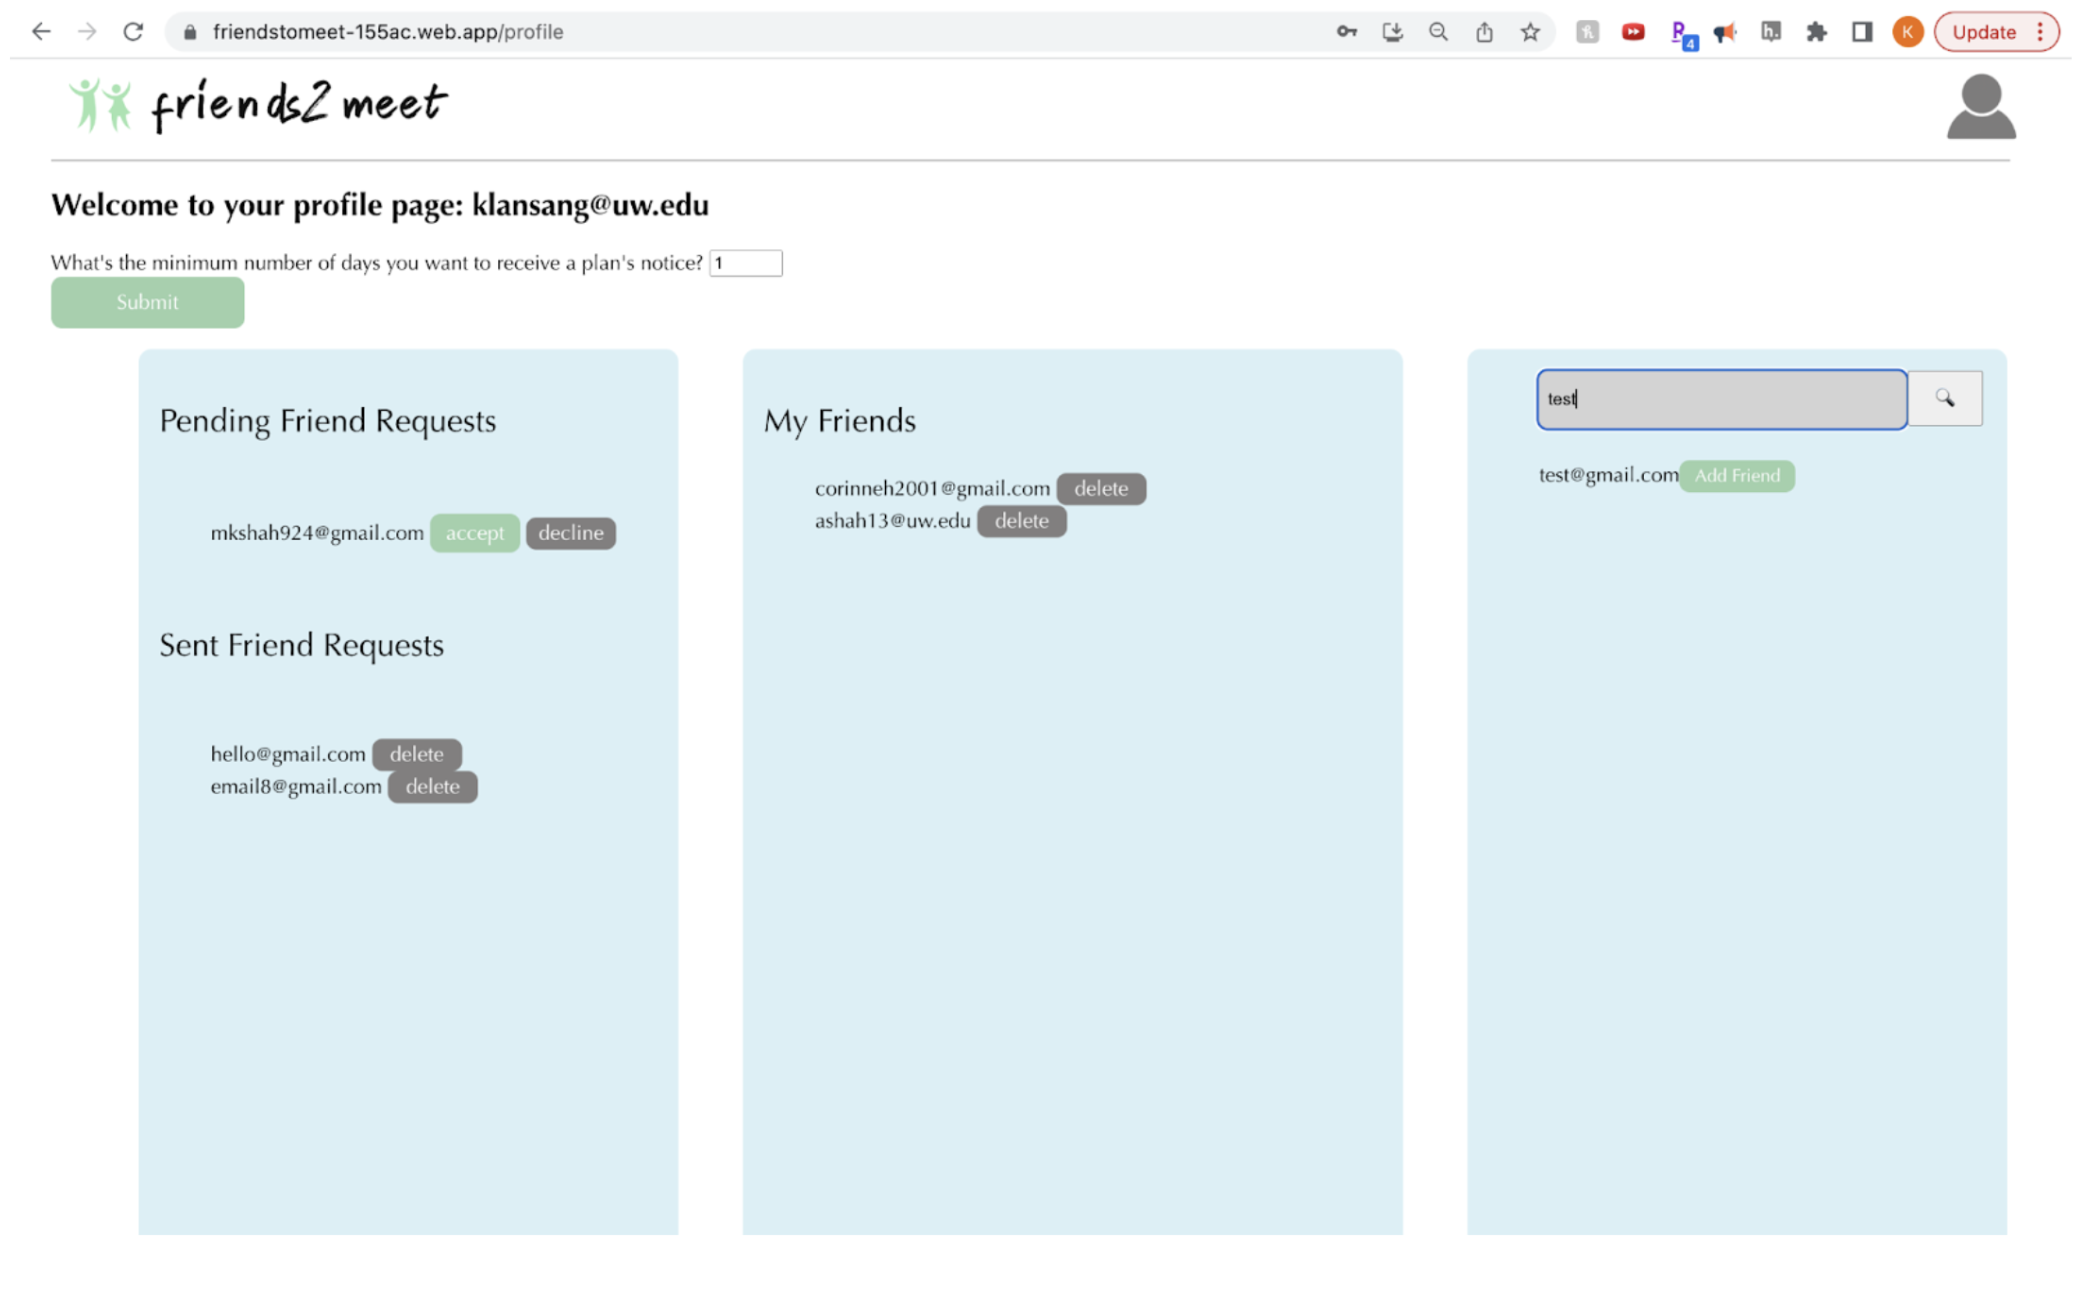 friendstomeet-155ac.web.app/profile
4
h.
K
Update
friends2meet
Welcome to your profile page: klansang@uw.edu
What's the minimum number of days you want to receive a plan's notice? 1
Submit
Pending Friend Requests
mkshah924@gmail.com accept decline
Sent Friend Requests
hello@gmail.com delete
email8@gmail.com delete
My Friends
corinneh2001@gmail.com delete
ashah13@uw.edu delete
test
test@gmail.com Add Friend